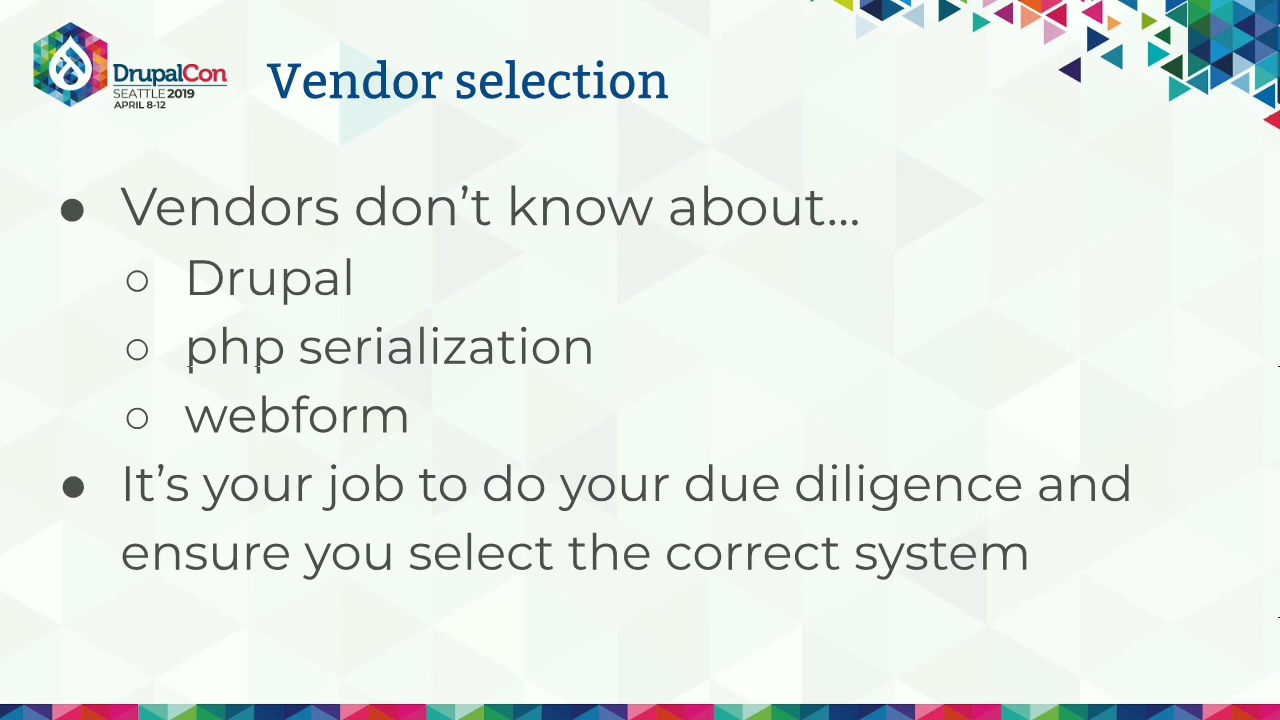 DrupalCon
SEATTLE 2019
APRIL 8-12
Vendor selection
● Vendors don’t know about...
○ Drupal
○ php serialization
○ webform
● It’s your job to do your due diligence and
ensure you select the correct system